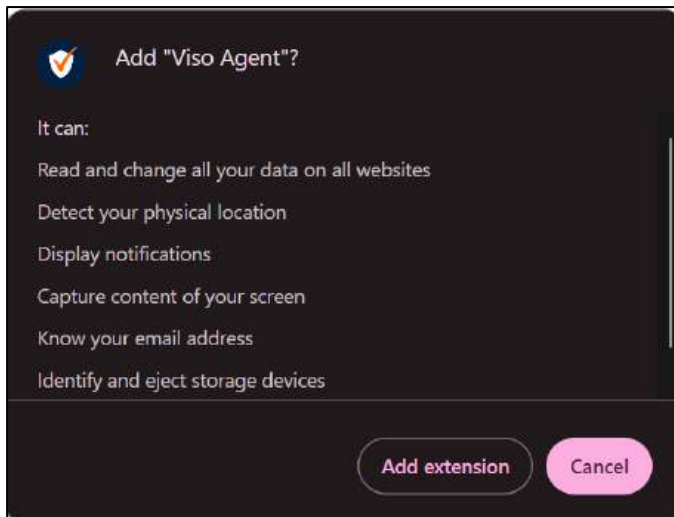 Add "Viso Agent"?
It can:
Read and change all your data on all websites
Detect your physical location
Display notifications
Capture content of your screen
Know your email address
Identify and eject storage devices
Add extension
Cancel